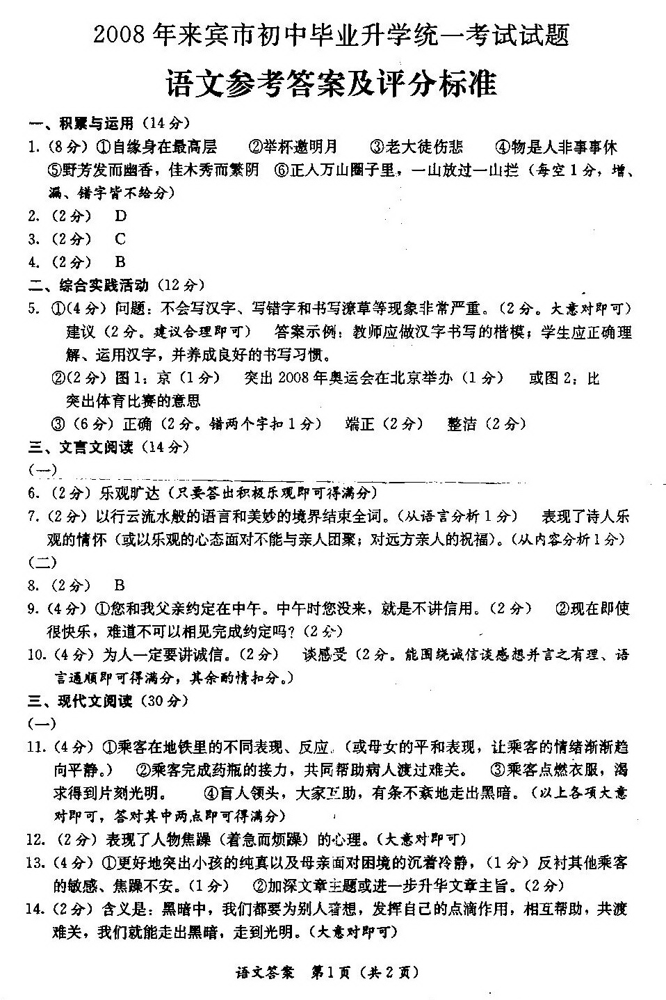 2008年来宾市初中毕业升学统一考试试题
语文参考答案及评分标准
一、积累与运用（14分）
1.（8分）①自缘身在最高层 ②举杯邀明月 ③老大徒伤悲 ④物是人非事事休
⑤野芳发而幽香，佳木秀而繁阴 ⑥正入万山圈子里，一山放过一山拦（每空1分，增、
漏、错字皆不给分）
2.（2分） D
3.（2分） C
4.（2分） B
二、综合实践活动（12分）
5. ①(4分）问题：不会写汉字、写错字和书写潦草等现象非常严重。（2分。大意对即可）
建议（2分。建议合理即可） 答案示例：教师应做汉字书写的楷模；学生应正确理
解、运用汉字，并养成良好的书写习惯。
②(2分）图1：京（1分） 突出2008年奥运会在北京举办（1分） 或图2：比
突出体育比赛的意思
③（6分）正确（2分。错两个字扣1分） 端正（2分） 整洁（2分）
三、文言文阅读（14分）
(一)
6.（2分）乐观旷达（只要答出积极乐观即可得满分）
7.（2分）以行云流水般的语言和美妙的境界结束全词。（从语言分析1分） 表现了诗人乐
观的情怀（或以乐观的心态面对不能与亲人团聚；对远方亲人的祝福）。（从内容分析1分）
(二)
8.（2分） B
9.（4分）①您和我父亲约定在中午。中午时您没来，就是不讲信用。（2分） ②现在即使
很快乐，难道不可以相见完成约定吗？（2分）
10.（4分）为人一定要讲诚信。（2分） 谈感受（2分。能围绕诚信谈感想并言之有理、语
言通顺即可得满分，其余酌情扣分。）
三、现代文阅读（30分）
(一)
11.（4分）①乘客在地铁里的不同表现、反应。（或母女的平和表现，让乘客的情绪渐渐趋
向平静。） ②乘客完成药瓶的接力，共同帮助病人渡过难关。 ③乘客点燃衣服，渴
求得到片刻光明。 ④盲人领头，大家互助，有条不紊地走出黑暗。（以上各项大意
对即可，答对其中两点即可得满分）
12.（2分）表现了人物焦躁（着急而烦躁）的心理。（大意对即可）
13.（4分）①更好地突出小孩的纯真以及母亲面对困境的沉着冷静，（1分）反衬其他乘客
的敏感、焦躁不安。（1分） ②加深文章主题或进一步升华文章主旨。（2分）
14.（2分）含义是：黑暗中，我们都要为别人着想，发挥自己的点滴作用，相互帮助，共渡
难关，我们就能走出黑暗，走到光明。（大意对即可）
语文答案 第1页（共2页）